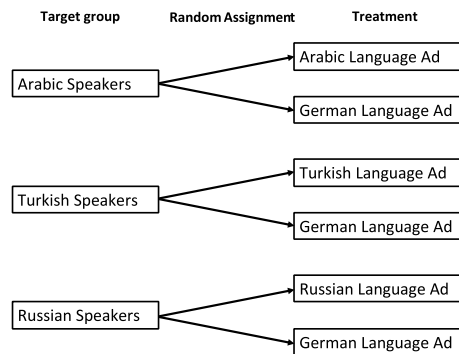 Target group Random Assignment Treatment
Arabic Language Ad
Arabic Speakers
German Language Ad
Turkish Language Ad
Turkish Speakers
German Language Ad
Russian Language Ad
Russian Speakers
German Language Ad